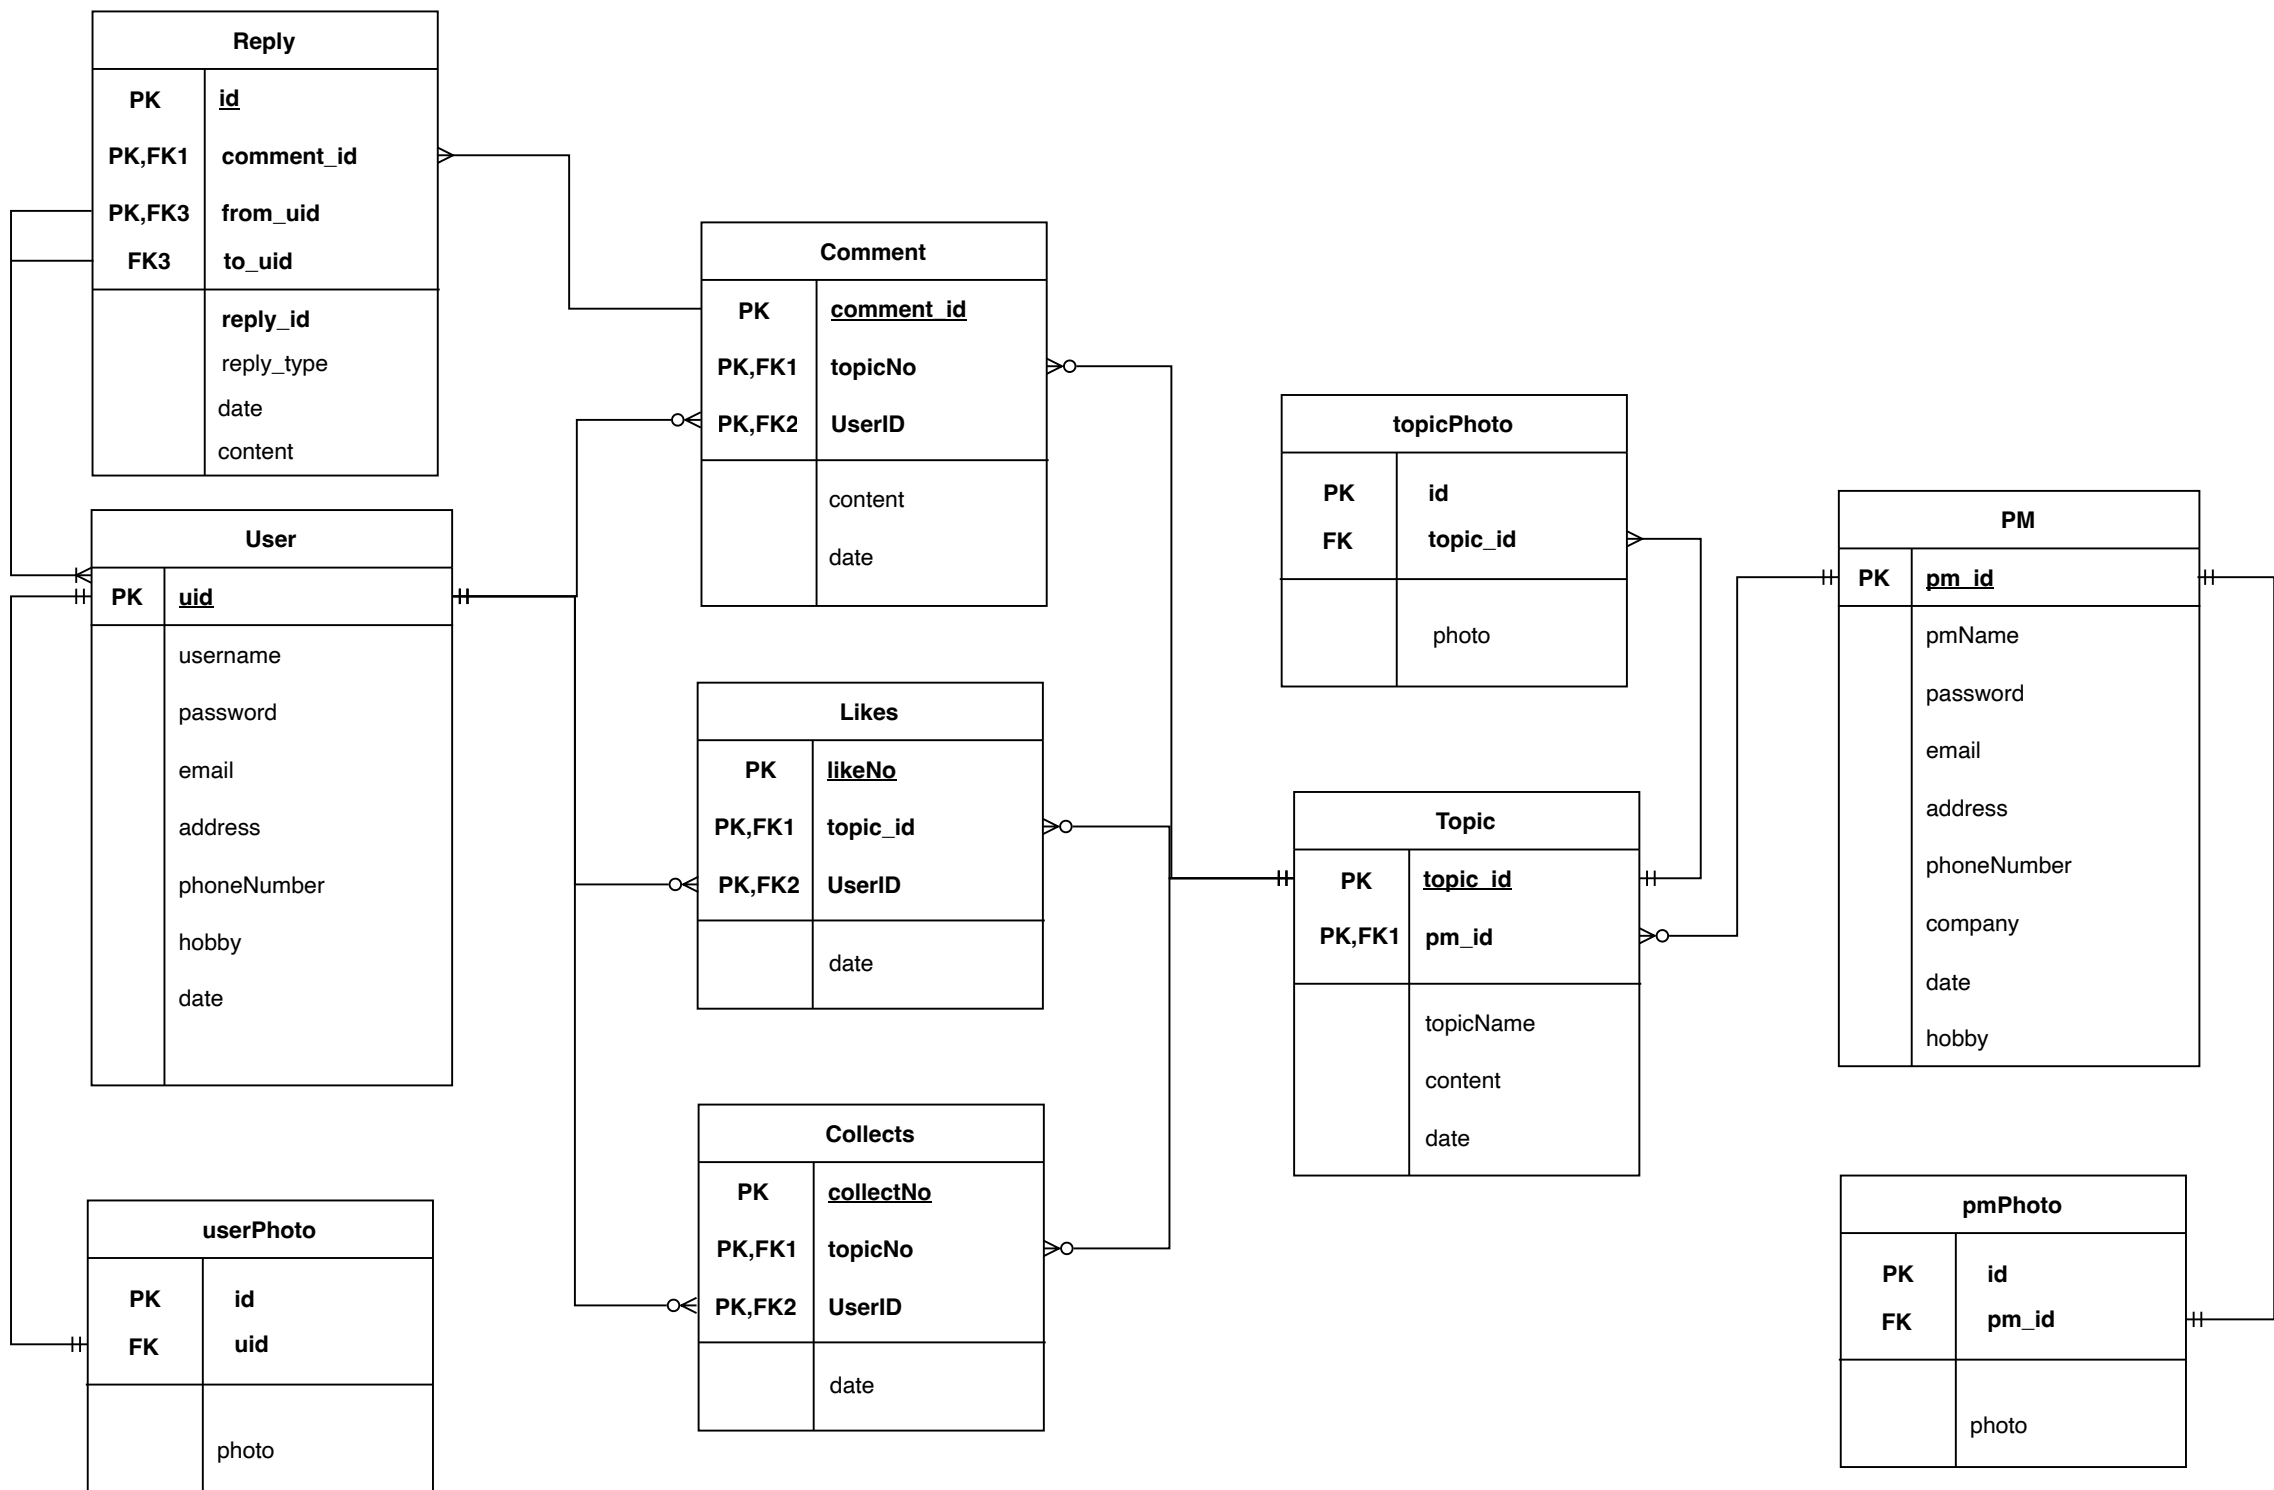 Reply
PK id
PK,FK1 comment_id
PK,FK3 from_uid
FK3 to_uid
reply_id
reply_type
date
content
User
PK uid
username
password
email
address
phoneNumber
hobby
date
userPhoto
PK id
FK uid
photo
Comment
PK comment_id
PK,FK1 topicNo
PK,FK2 UserID
content
date
Likes
PK likeNo
PK,FK1 topic_id
PK,FK2 UserID
date
Collects
PK collectNo
PK,FK1 topicNo
PK,FK2 UserID
date
topicPhoto
PK id
FK topic_id
photo
Topic
PK topic_id
PK,FK1 pm_id
topicName
content
date
PM
PK pm_id
pmName
password
email
address
phoneNumber
company
date
hobby
pmPhoto
PK id
FK pm_id
photo